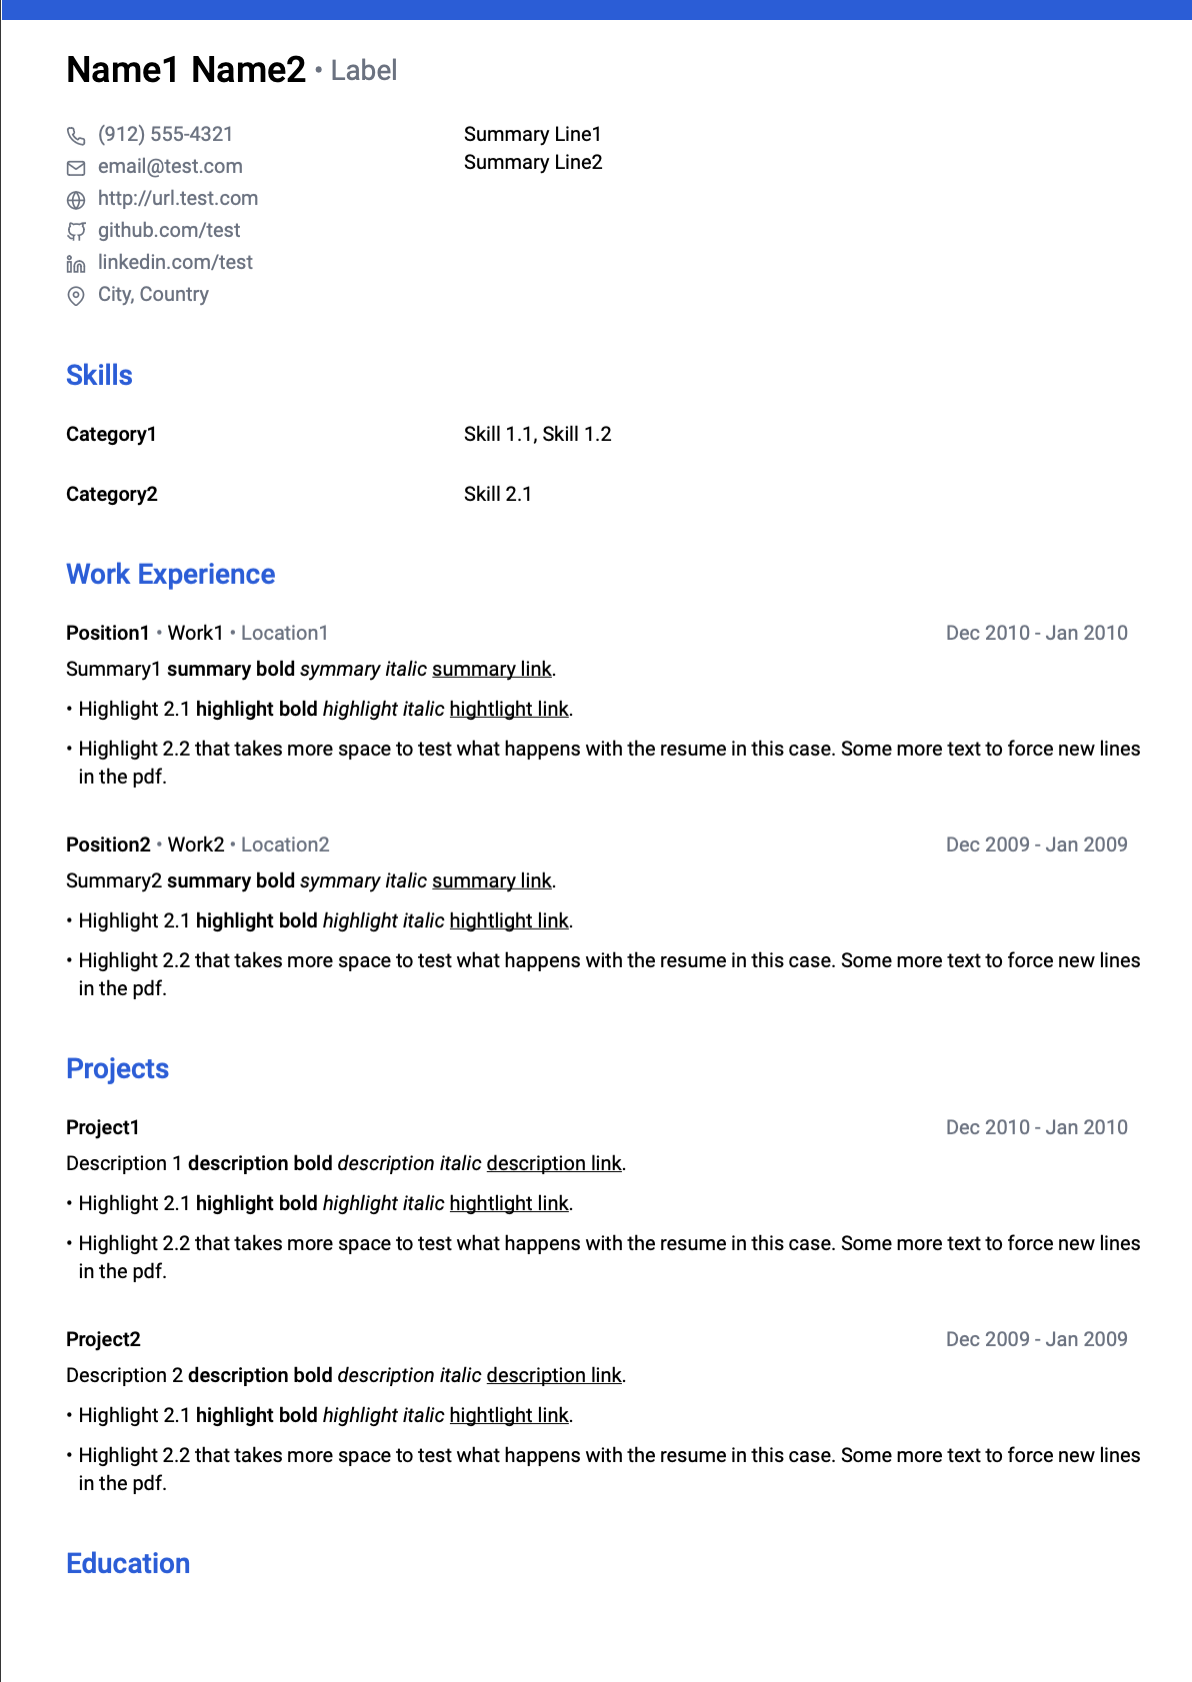 Name1 Name2 • Label
(912) 555-4321
email@test.com
http://url.test.com
github.com/test
linkedin.com/test
City, Country
Summary Line1
Summary Line2
Skills
Category1 Skill 1.1, Skill 1.2
Category2 Skill 2.1
Work Experience
Position1 • Work1 • Location1 Dec 2010 - Jan 2010
Summary1 summary bold symmary italic summary link.
• Highlight 2.1 highlight bold highlight italic hightlight link.
• Highlight 2.2 that takes more space to test what happens with the resume in this case. Some more text to force new lines
in the pdf.
Position2 • Work2 • Location2 Dec 2009 - Jan 2009
Summary2 summary bold symmary italic summary link.
• Highlight 2.1 highlight bold highlight italic hightlight link.
• Highlight 2.2 that takes more space to test what happens with the resume in this case. Some more text to force new lines
in the pdf.
Projects
Project1 Dec 2010 - Jan 2010
Description 1 description bold description italic description link.
• Highlight 2.1 highlight bold highlight italic hightlight link.
• Highlight 2.2 that takes more space to test what happens with the resume in this case. Some more text to force new lines
in the pdf.
Project2 Dec 2009 - Jan 2009
Description 2 description bold description italic description link.
• Highlight 2.1 highlight bold highlight italic hightlight link.
• Highlight 2.2 that takes more space to test what happens with the resume in this case. Some more text to force new lines
in the pdf.
Education